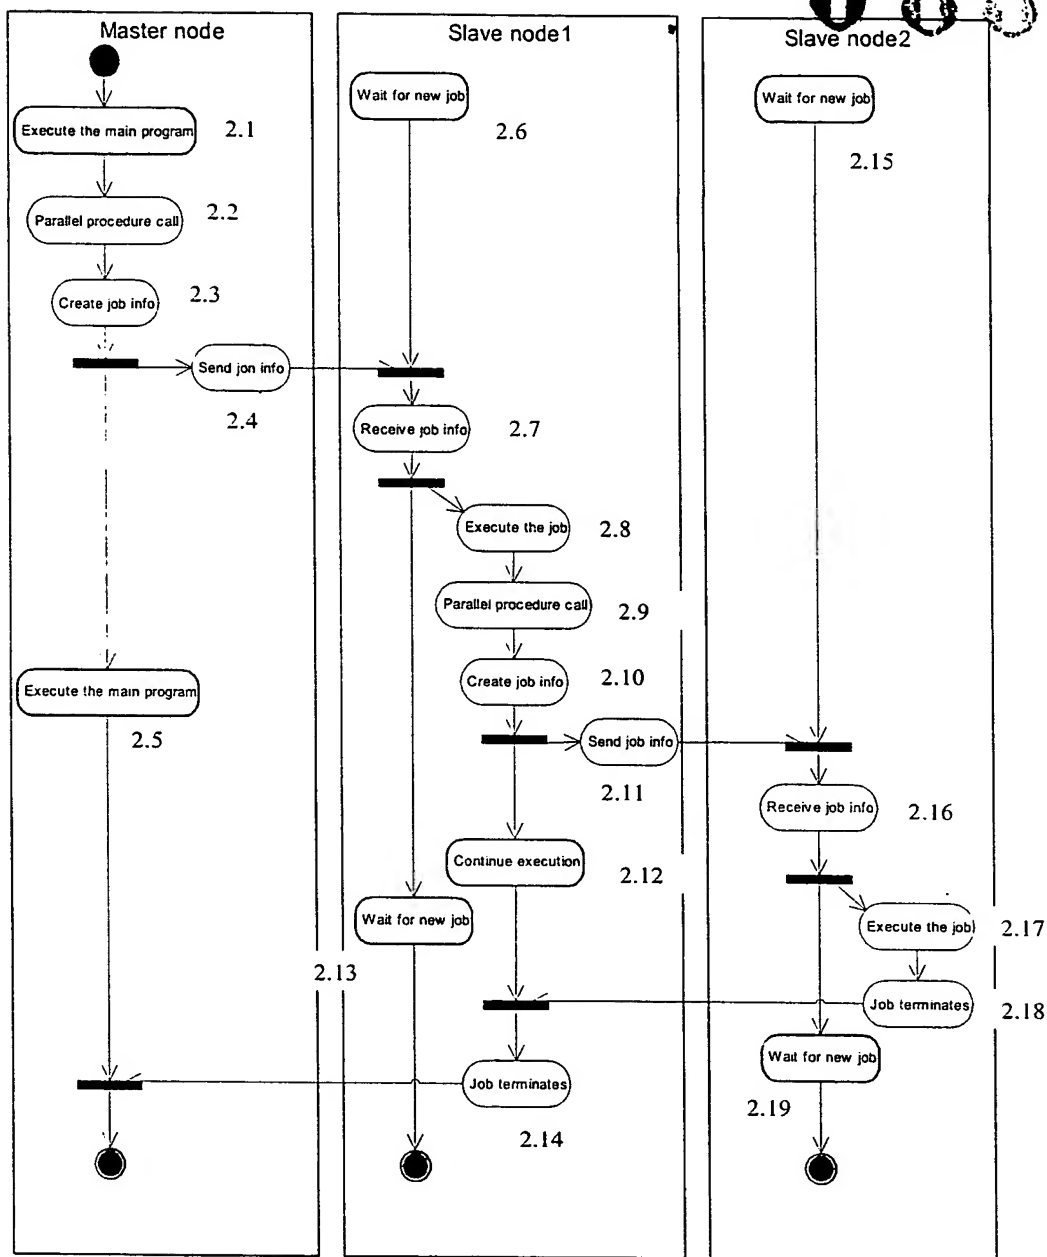 Master node
Execute the main program
2.1
Parallel procedure call
2.2
Create job info
2.3
Send jon info
2.4
Execute the main program
2.5
Slave node1
Wait for new job
2.6
Receive job info
2.7
Execute the job
2.8
Parallel procedure call
2.9
Create job info
2.10
Send job info
2.11
Continue execution
2.12
Wait for new job
2.13
Job terminates
2.14
Slave node2
Wait for new job
2.15
Receive job info
2.16
Execute the job
2.17
Job terminates
2.18
Wait for new job
2.19